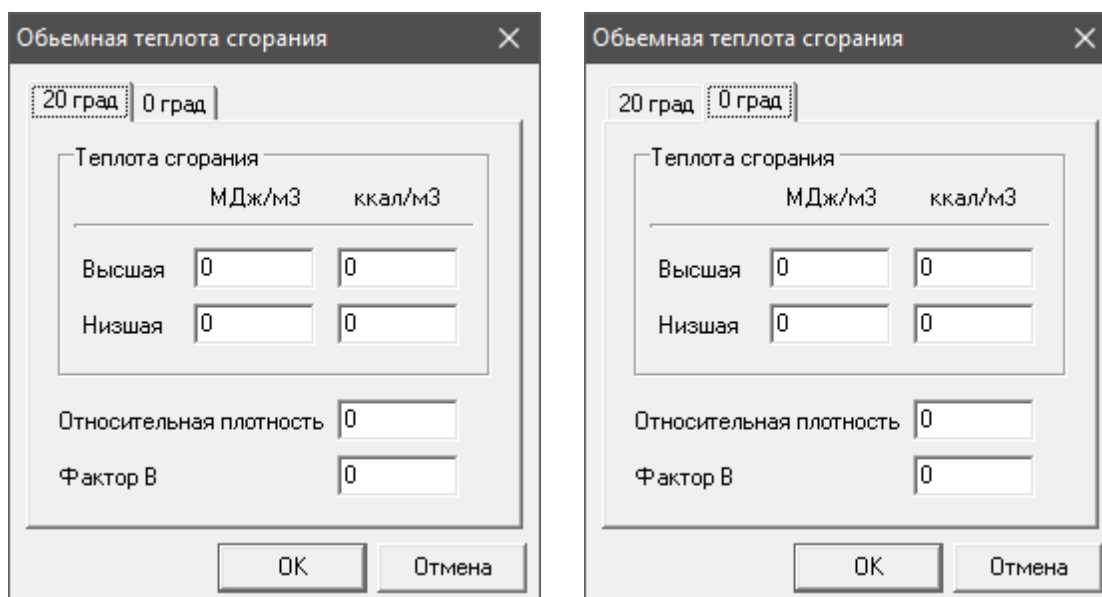 Обьемная теплота сгорания
20 град 0 град
Теплота сгорания
МДж/м3 ккал/м3
Высшая 0 0
Низшая 0 0
Относительная плотность 0
Фактор В 0
OK Отмена
Обьемная теплота сгорания
20 град 0 град
Теплота сгорания
МДж/м3 ккал/м3
Высшая 0 0
Низшая 0 0
Относительная плотность 0
Фактор В 0
OK Отмена